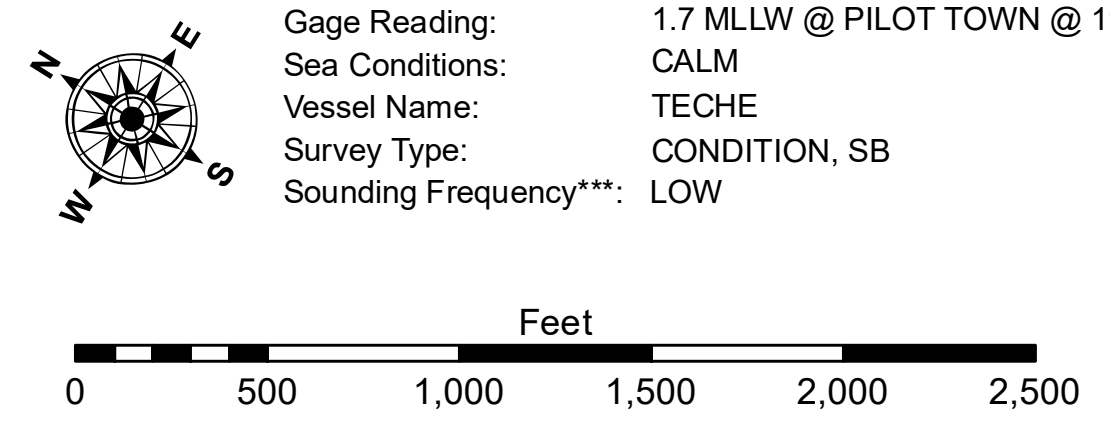 N E
W S
Gage Reading: 1.7 MLLW @ PILOT TOWN @ 1
Sea Conditions: CALM
Vessel Name: TECHE
Survey Type: CONDITION, SB
Sounding Frequency***: LOW
Feet
0 500 1,000 1,500 2,000 2,500